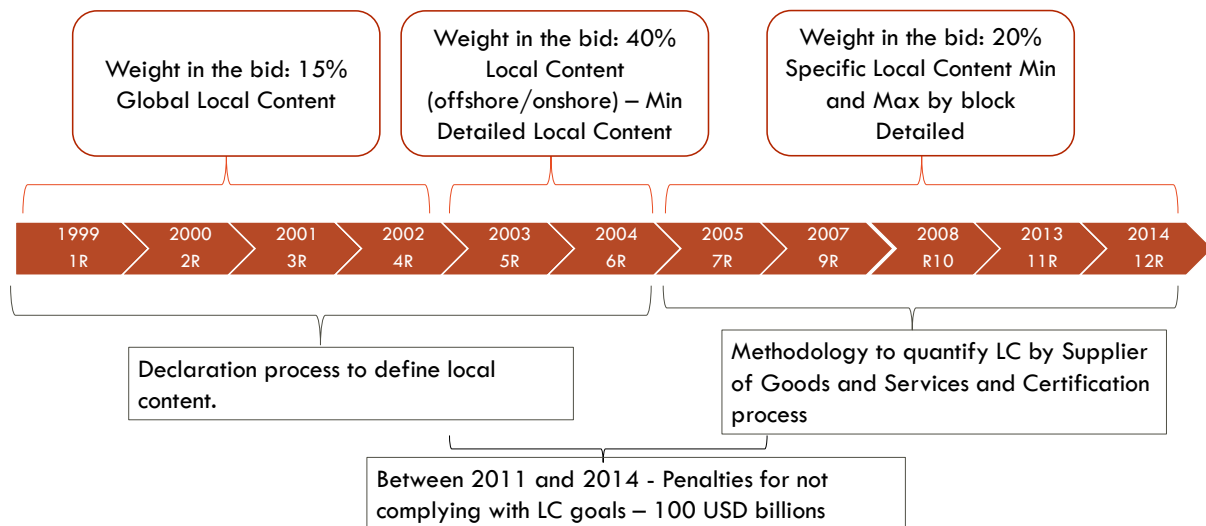 Weight in the bid: 15%
Global Local Content
Weight in the bid: 40%
Local Content
(offshore/onshore) – Min
Detailed Local Content
Weight in the bid: 20%
Specific Local Content Min
and Max by block
Detailed
1999
1R
2000
2R
2001
3R
2002
4R
2003
5R
2004
6R
2005
7R
2007
9R
2008
R10
2013
11R
2014
12R
Declaration process to define local
content.
Methodology to quantify LC by Supplier
of Goods and Services and Certification
process
Between 2011 and 2014 - Penalties for not
complying with LC goals – 100 USD billions